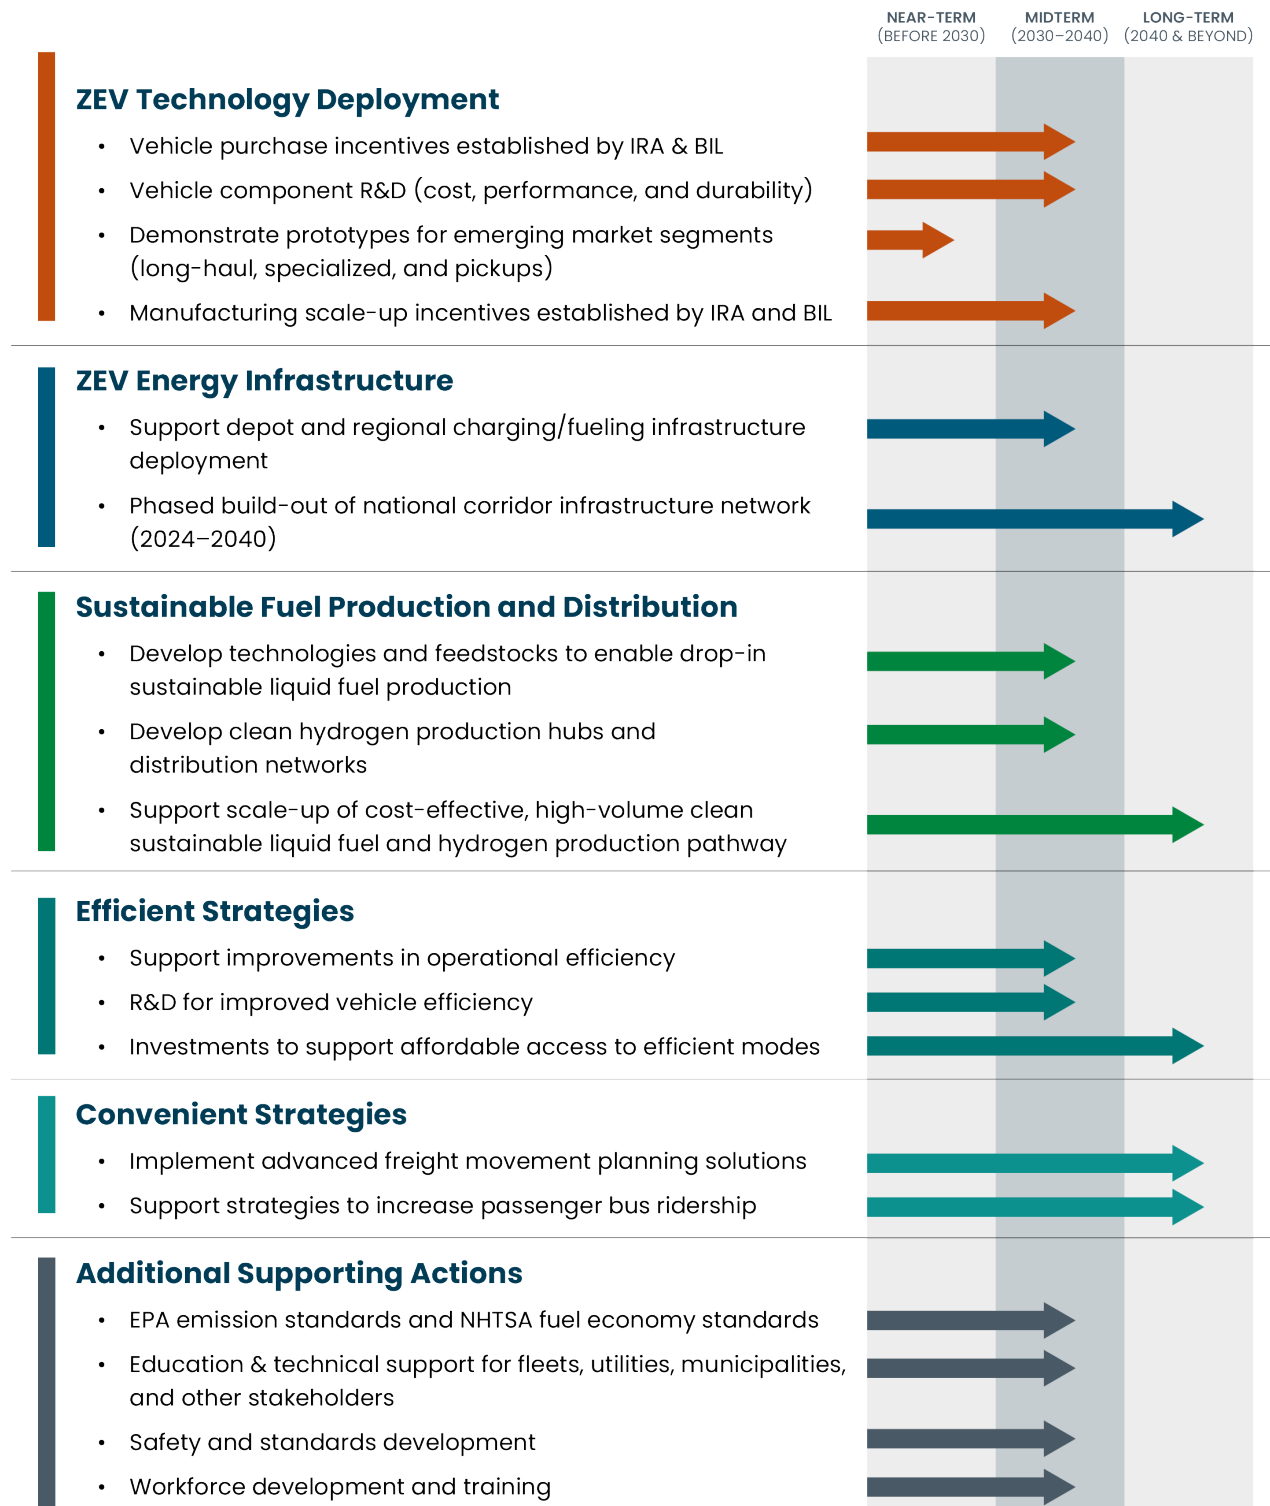 NEAR-TERM
(BEFORE 2030)
MIDTERM
(2030–2040)
LONG-TERM
(2040 & BEYOND)
ZEV Technology Deployment
• Vehicle purchase incentives established by IRA & BIL
• Vehicle component R&D (cost, performance, and durability)
• Demonstrate prototypes for emerging market segments
(long-haul, specialized, and pickups)
• Manufacturing scale-up incentives established by IRA and BIL
ZEV Energy Infrastructure
• Support depot and regional charging/fueling infrastructure
deployment
• Phased build-out of national corridor infrastructure network
(2024–2040)
Sustainable Fuel Production and Distribution
• Develop technologies and feedstocks to enable drop-in
sustainable liquid fuel production
• Develop clean hydrogen production hubs and
distribution networks
• Support scale-up of cost-effective, high-volume clean
sustainable liquid fuel and hydrogen production pathway
Efficient Strategies
• Support improvements in operational efficiency
• R&D for improved vehicle efficiency
• Investments to support affordable access to efficient modes
Convenient Strategies
• Implement advanced freight movement planning solutions
• Support strategies to increase passenger bus ridership
Additional Supporting Actions
• EPA emission standards and NHTSA fuel economy standards
• Education & technical support for fleets, utilities, municipalities,
and other stakeholders
• Safety and standards development
• Workforce development and training